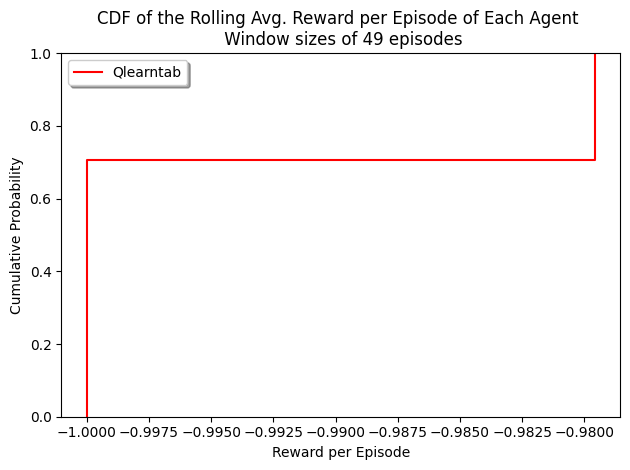 CDF of the Rolling Avg. Reward per Episode of Each Agent
Window sizes of 49 episodes
Qlearntab
Cumulative Probability
1.0
0.8
0.6
0.4
0.2
0.0
−1.0000 −0.9975 −0.9950 −0.9925 −0.9900 −0.9875 −0.9850 −0.9825 −0.9800
Reward per Episode